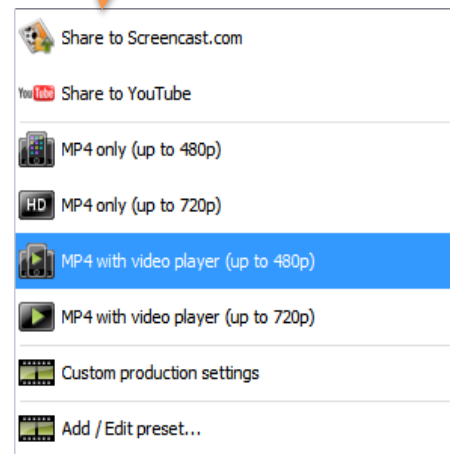 Share to Screencast.com
You Tube Share to YouTube
MP4 only (up to 480p)
HD MP4 only (up to 720p)
MP4 with video player (up to 480p)
MP4 with video player (up to 720p)
Custom production settings
Add / Edit preset...